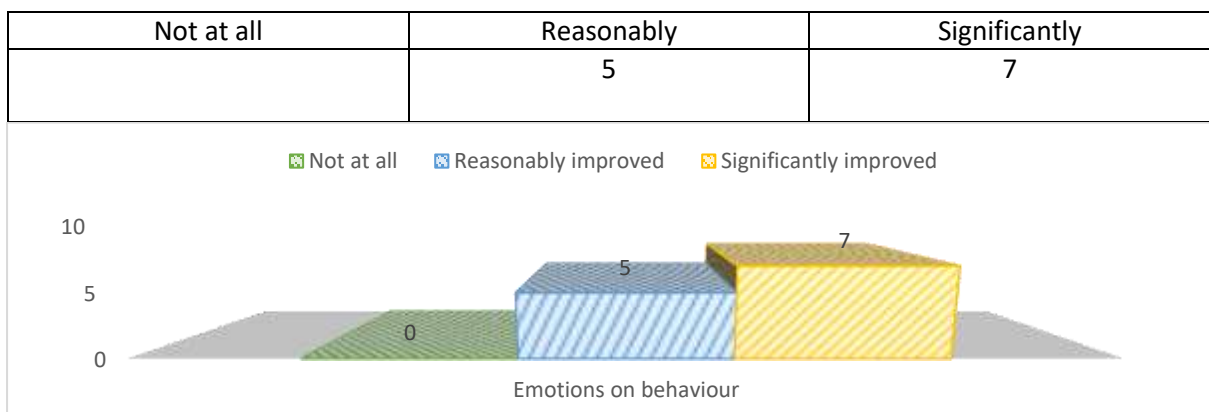 Not at all Reasonably Significantly
5 7
Not at all Reasonably improved Significantly improved
10
7
5
5
0
0
Emotions on behaviour